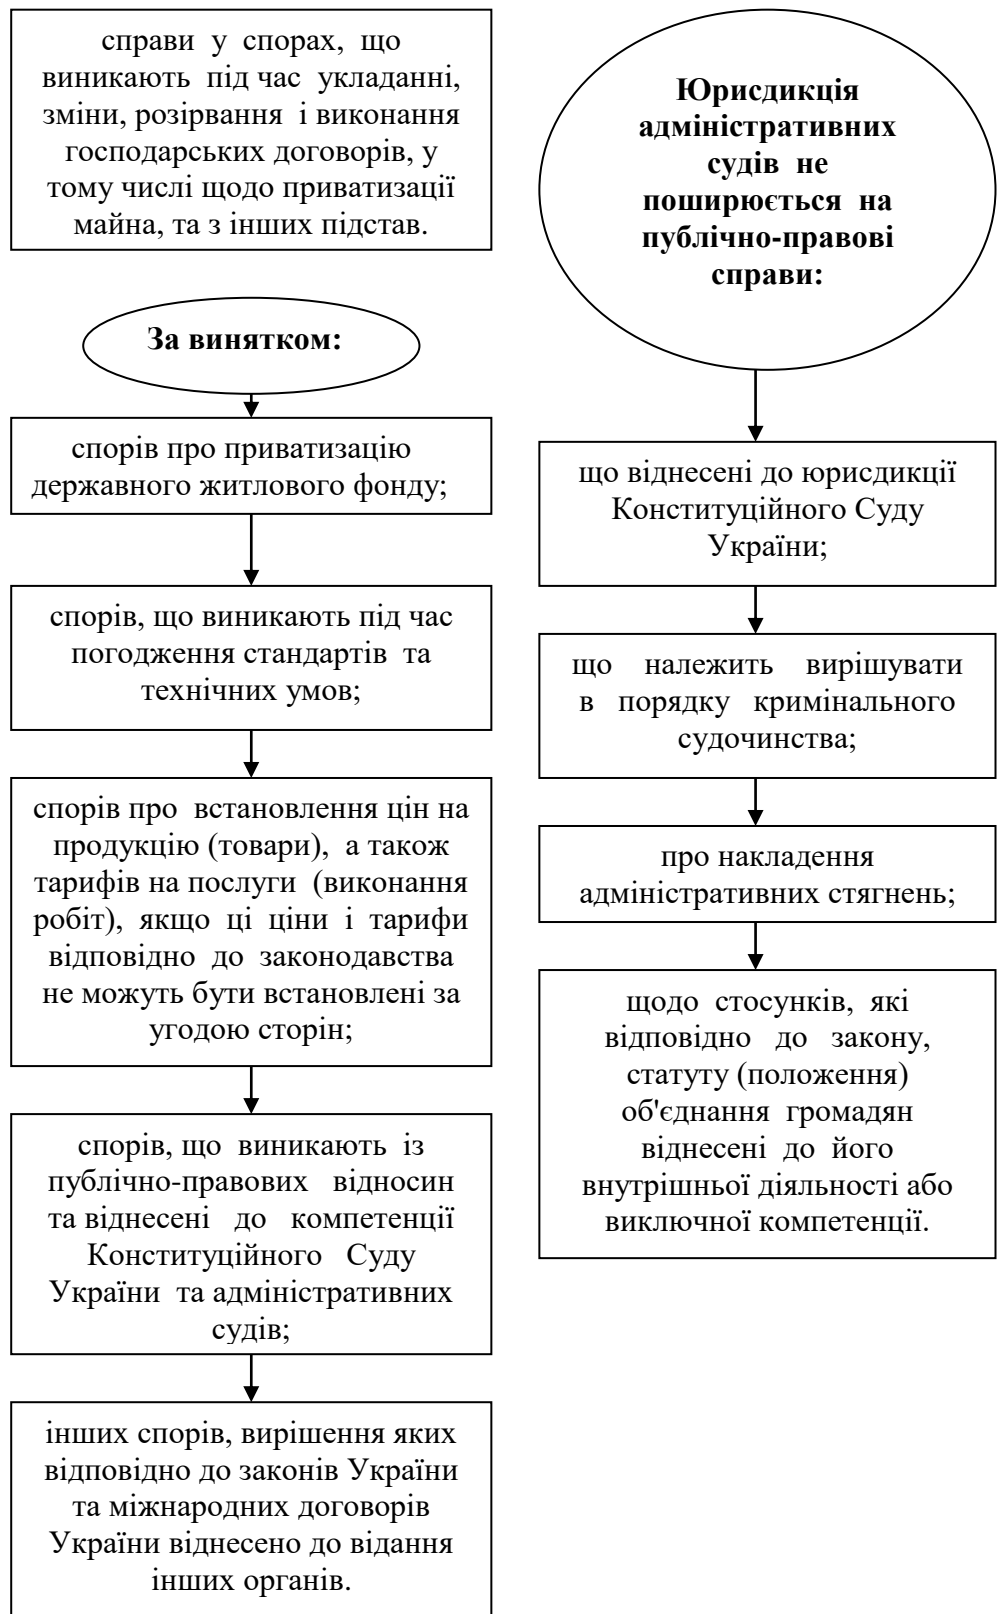 справи у спорах, що
виникають під час укладанні,
зміни, розірвання і виконання
господарських договорів, у
тому числі щодо приватизації
майна, та з інших підстав.
За винятком:
спорів про приватизацію
державного житлового фонду;
спорів, що виникають під час
погодження стандартів та
технічних умов;
спорів про встановлення цін на
продукцію (товари), а також
тарифів на послуги (виконання
робіт), якщо ці ціни і тарифи
відповідно до законодавства
не можуть бути встановлені за
угодою сторін;
спорів, що виникають із
публічно-правових відносин
та віднесені до компетенції
Конституційного Суду
України та адміністративних
судів;
інших спорів, вирішення яких
відповідно до законів України
та міжнародних договорів
України віднесено до відання
інших органів.
Юрисдикція
адміністративних
судів не
поширюється на
публічно-правові
справи:
що віднесені до юрисдикції
Конституційного Суду
України;
що належить вирішувати
в порядку кримінального
судочинства;
про накладення
адміністративних стягнень;
щодо стосунків, які
відповідно до закону,
статуту (положення)
об'єднання громадян
віднесені до його
внутрішньої діяльності або
виключної компетенції.